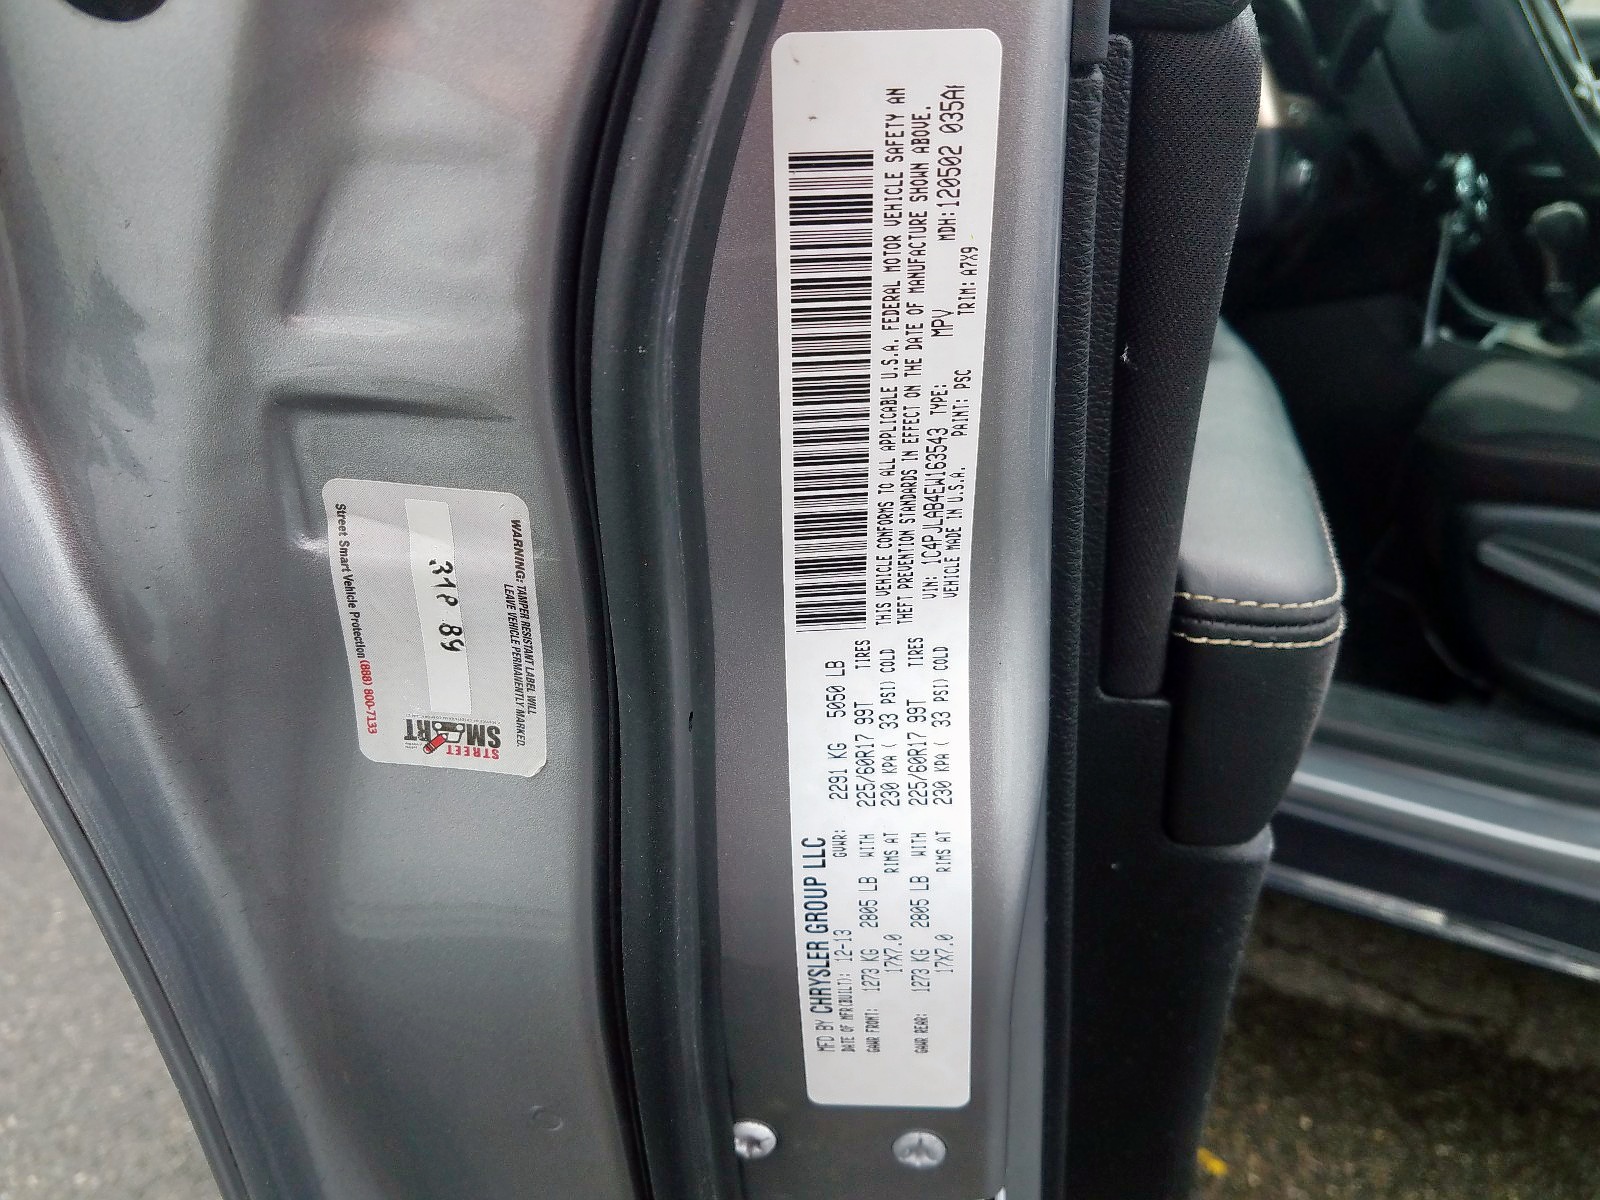 MFD BY CHRYSLER GROUP LLC
DATE OF MFR(BUILT): 12-13 GVWR: 2291 KG 5050 LB
GAWR FRONT: 1273 KG 2805 LB WITH 225/60R17 99T TIRES
17X7.0 RIMS AT 230 KPA ( 33 PSI) COLD
GAWR REAR: 1273 KG 2805 LB WITH 225/60R17 99T TIRES
17X7.0 RIMS AT 230 KPA ( 33 PSI) COLD
THIS VEHICLE CONFORMS TO ALL APPLICABLE U.S.A. FEDERAL MOTOR VEHICLE SAFETY AN
THEFT PREVENTION STANDARDS IN EFFECT ON THE DATE OF MANUFACTURE SHOWN ABOVE.
VIN: 1C4PJLAB4EW163543 TYPE: MPV MDH:120502 035A
VEHICLE MADE IN U.S.A. PAINT: PSC TRIM: A7X9
STREET
SMART
WARNING: TAMPER RESISTANT LABEL WILL
LEAVE VEHICLE PERMANENTLY MARKED.
Street Smart Vehicle Protection (888) 800-7133